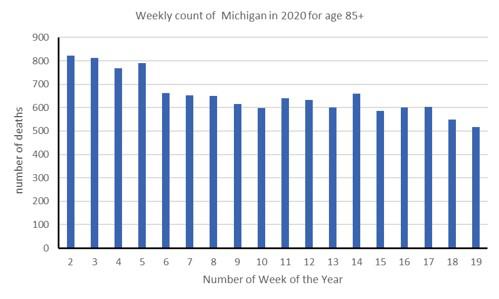 Weekly count of  Michigan in 2020 for age 85+
900
800
700
600
500
400
300
200
100
0
number of deaths
2 3 4 5 6 7 8 9 10 11 12 13 14 15 16 17 18 19
Number of Week of the Year